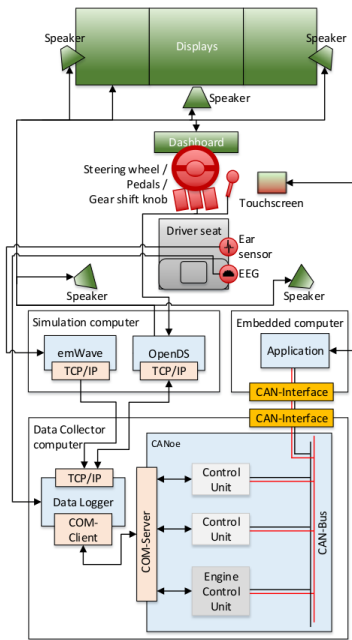 Speaker
Displays
Speaker
Speaker
Dashboard
Steering wheel /
Pedals /
Gear shift knob
Touchscreen
Driver seat
Ear
sensor
EEG
Speaker
Speaker
Simulation computer
Embedded computer
emWave
TCP/IP
OpenDS
TCP/IP
Application
CAN-Interface
CAN-Interface
Data Collector
computer
CANoe
TCP/IP
Data Logger
COM-
Client
COM-Server
Control
Unit
Control
Unit
Engine
Control
Unit
CAN-Bus